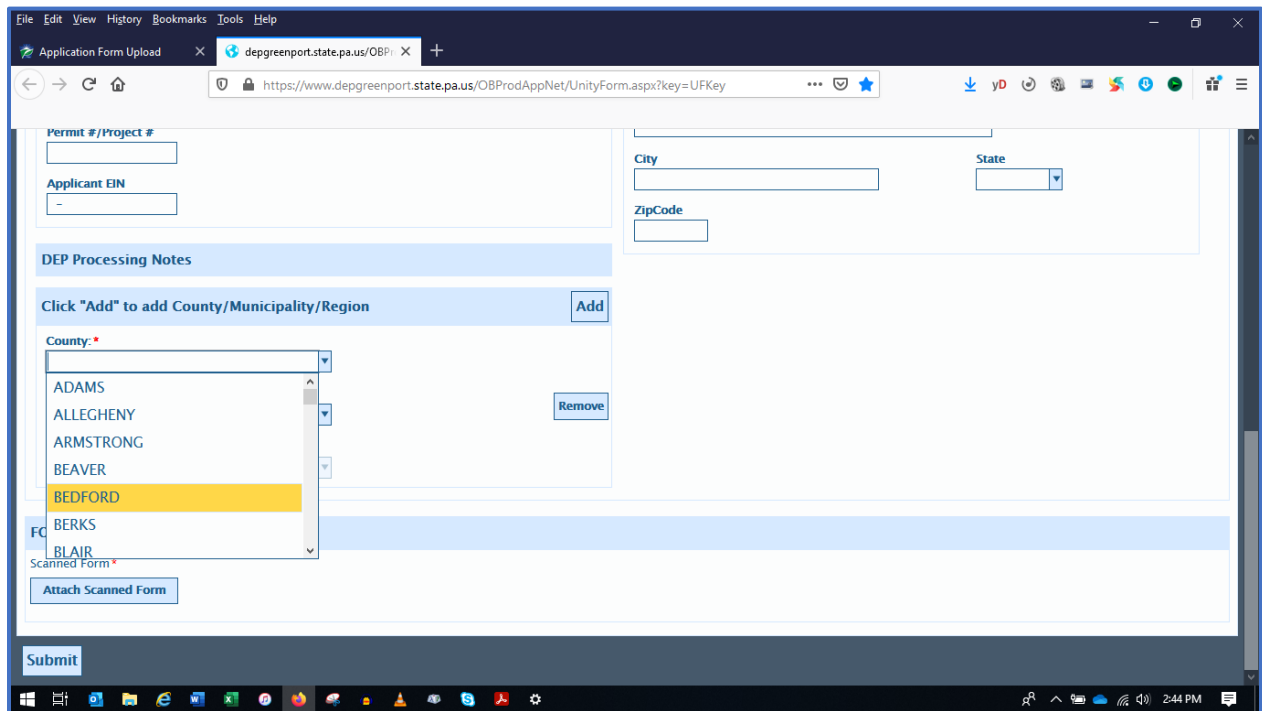 File Edit View History Bookmarks Tools Help
Application Form Upload
depgreenport.state.pa.us/OBPr
https://www.depgreenport.state.pa.us/OBProdAppNet/UnityForm.aspx?key=UFKey
yD
Permit #/Project #
Applicant EIN
–
City
State
ZipCode
DEP Processing Notes
Click "Add" to add County/Municipality/Region
Add
County:*
ADAMS
ALLEGHENY
ARMSTRONG
BEAVER
BEDFORD
BERKS
BLAIR
Remove
Scanned Form*
Attach Scanned Form
Submit
2:44 PM